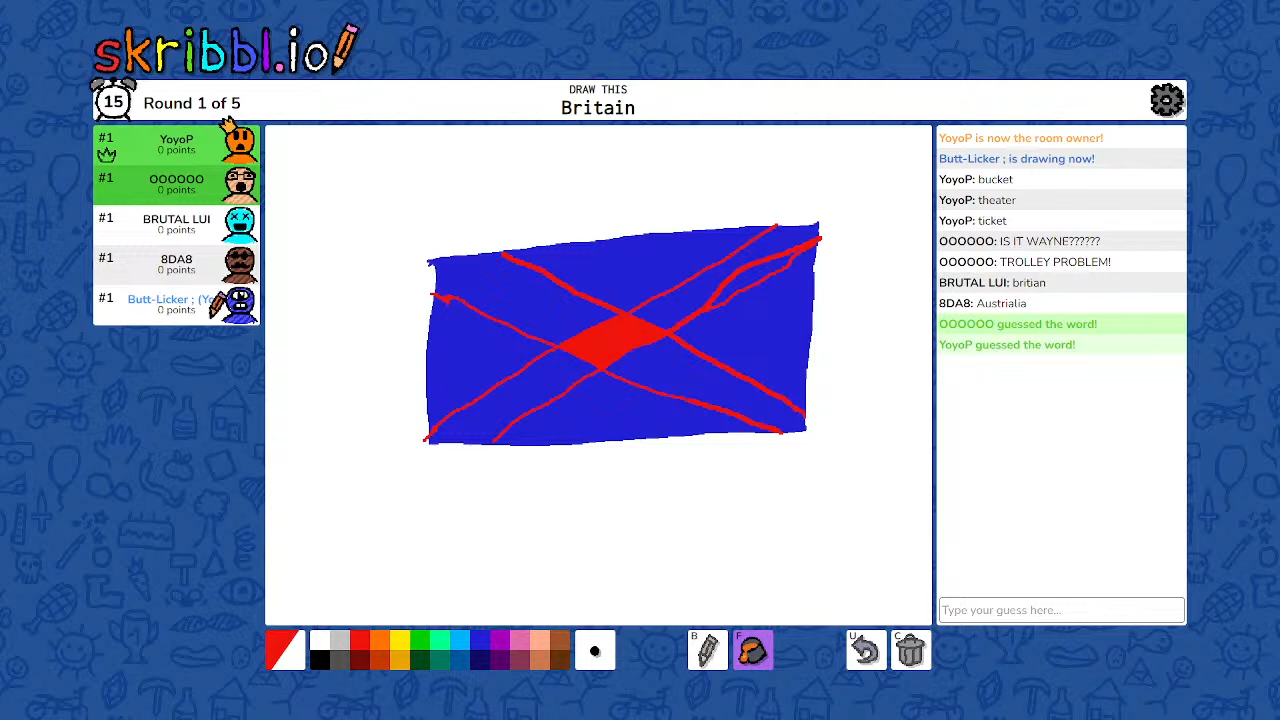 skribbl.io
15
Round 1 of 5
DRAW THIS
Britain
#1
YoyoP
0 points
#1
OOOOOO
0 points
#1
BRUTAL LUI
0 points
#1
8DA8
0 points
#1
Butt-Licker ; (Yo
0 points
YoyoP is now the room owner!
Butt-Licker ; is drawing now!
YoyoP: bucket
YoyoP: theater
YoyoP: ticket
OOOOOO: IS IT WAYNE??????
OOOOOO: TROLLEY PROBLEM!
BRUTAL LUI: britian
8DA8: Austrialia
OOOOOO guessed the word!
YoyoP guessed the word!
Type your guess here...
B
F
U
C